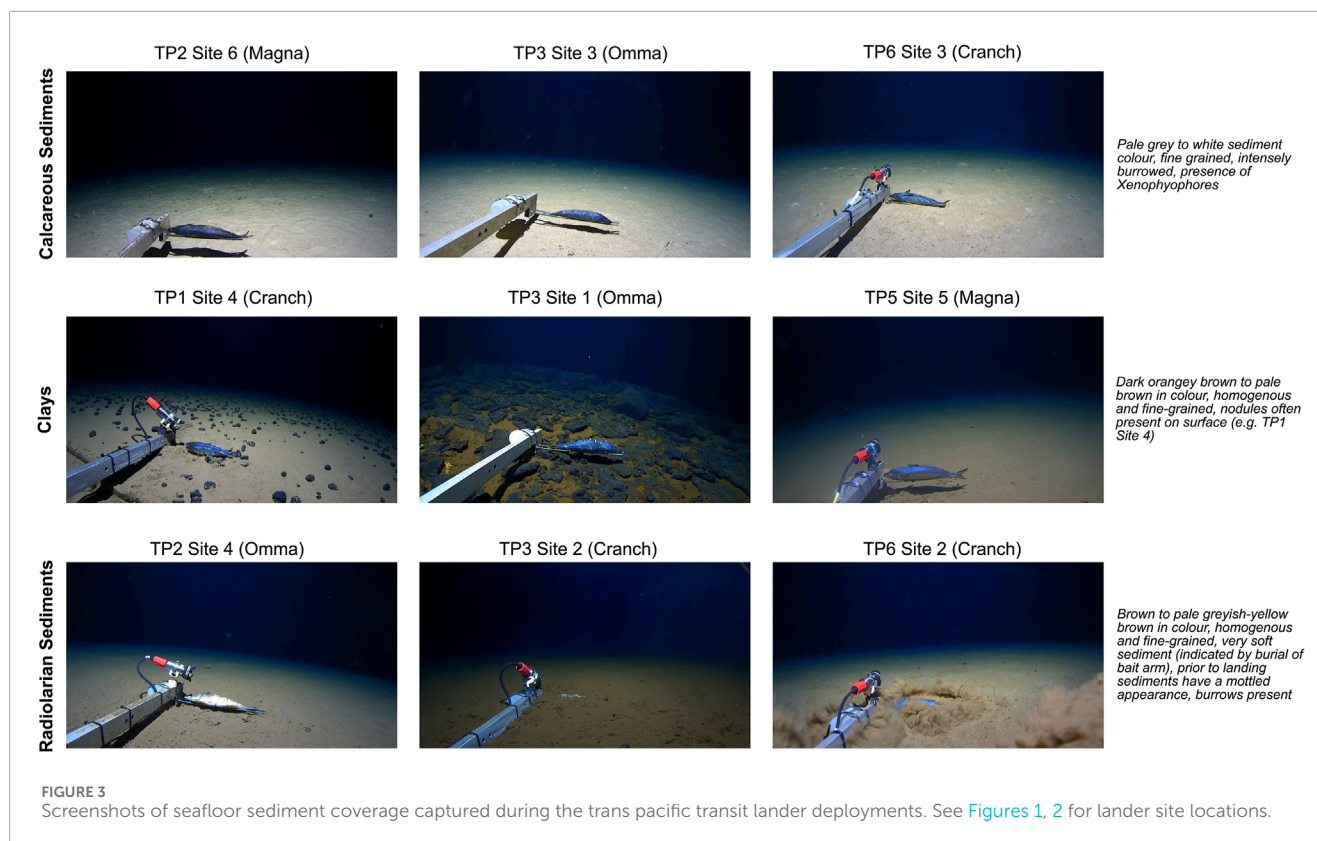 TP2 Site 6 (Magna)
TP3 Site 3 (Omma)
TP6 Site 3 (Cranch)
Calcareous Sediments
Pale grey to white sediment
colour, fine grained, intensely
burrowed, presence of
Xenophyophores
TP1 Site 4 (Cranch)
TP3 Site 1 (Omma)
TP5 Site 5 (Magna)
Clays
Dark orangey brown to pale
brown in colour, homogenous
and fine-grained, nodules often
present on surface (e.g. TP1
Site 4)
TP2 Site 4 (Omma)
TP3 Site 2 (Cranch)
TP6 Site 2 (Cranch)
Radiolarian Sediments
Brown to pale greyish-yellow
brown in colour, homogenous
and fine-grained, very soft
sediment (indicated by burial of
bait arm), prior to landing
sediments have a mottled
appearance, burrows present
FIGURE 3
Screenshots of seafloor sediment coverage captured during the trans pacific transit lander deployments. See Figures 1, 2 for lander site locations.